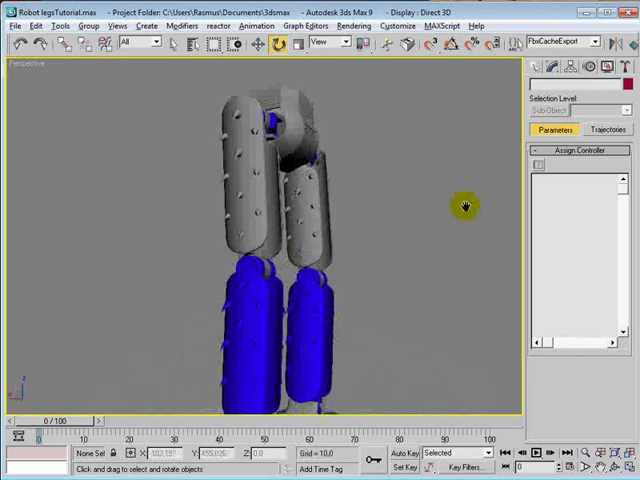 Robot legsTutorial.max - Project Folder: C:\Users\Rasmus\Documents\3dsmax - Autodesk 3ds Max 9 - Display : Direct 3D
File Edit Tools Group Views Create Modifiers reactor Animation Graph Editors Rendering Customize MAXScript Help
All View FbxCacheExport
Perspective
Selection Level:
Sub-Object
Parameters Trajectories
- Assign Controller
z
x
< 0 / 100 >
0 10 20 30 40 50 60 70 80 90 100
None Sel X: Y: Z: 0,0 Grid = 10,0 Auto Key Selected
Click and drag to select and rotate objects Add Time Tag Set Key Key Filters... 0